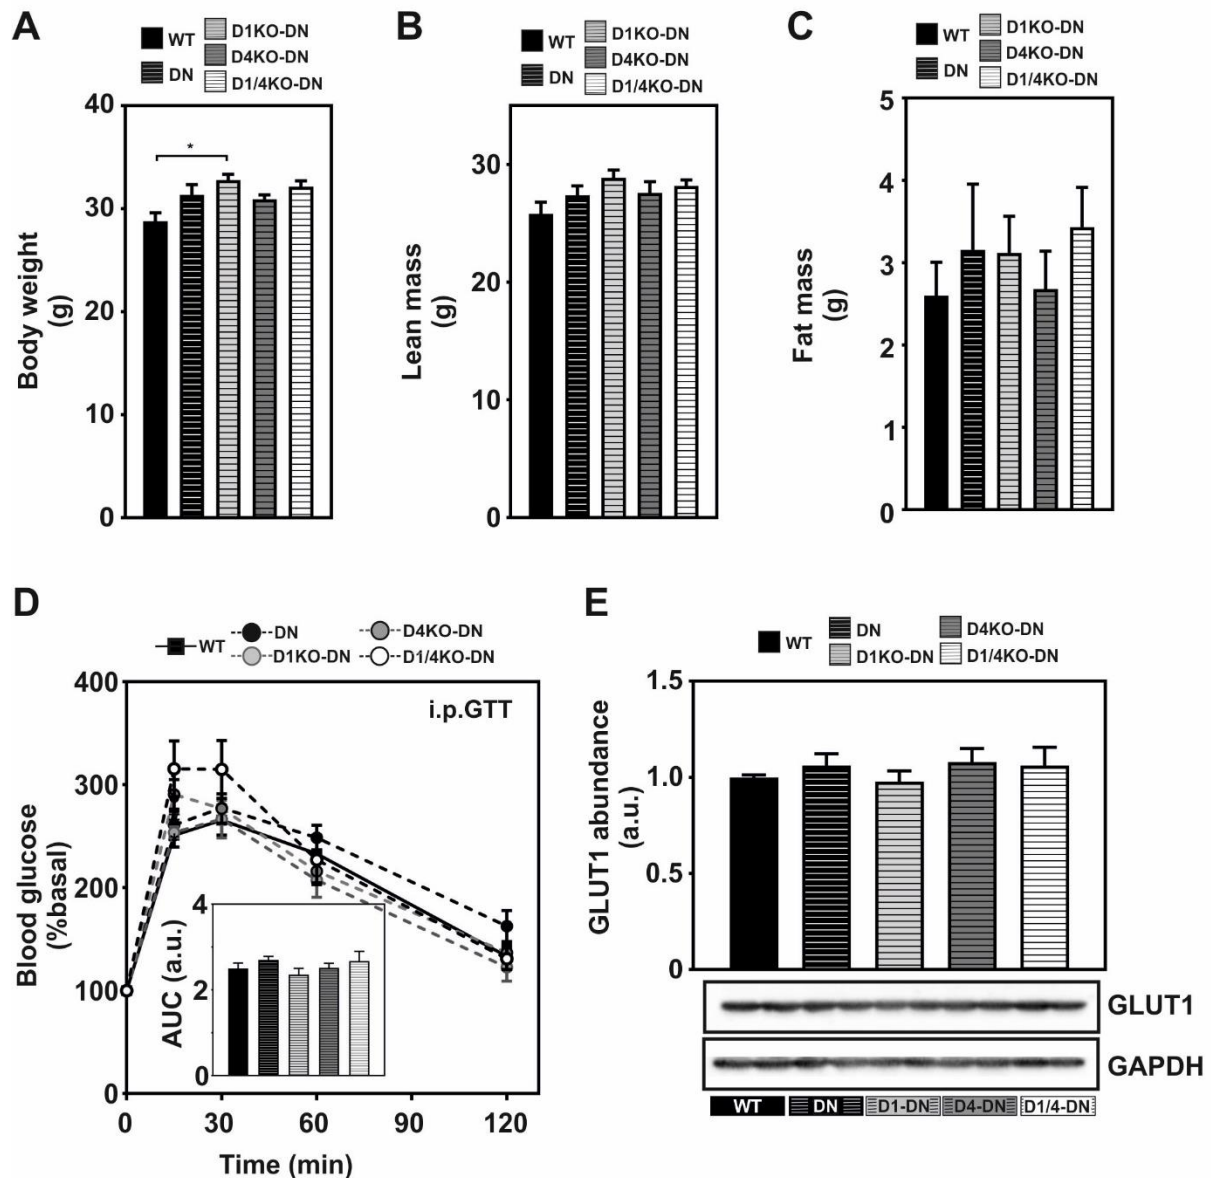 A
WT
DN
D1KO-DN
D4KO-DN
D1/4KO-DN
Body weight
(g)
40
30
20
10
0
*
B
WT
DN
D1KO-DN
D4KO-DN
D1/4KO-DN
Lean mass
(g)
30
20
10
0
C
WT
DN
D1KO-DN
D4KO-DN
D1/4KO-DN
Fat mass
(g)
5
4
3
2
1
0
D
WT
DN
D1KO-DN
D4KO-DN
D1/4KO-DN
i.p.GTT
Blood glucose
(%basal)
400
300
200
100
0
AUC (a.u.)
4
2
0
0
30
60
90
120
Time (min)
E
WT
DN
D1KO-DN
D4KO-DN
D1/4KO-DN
GLUT1 abundance
(a.u.)
1.5
1.0
0.5
0
GLUT1
GAPDH
WT
DN
D1-DN
D4-DN
D1/4-DN